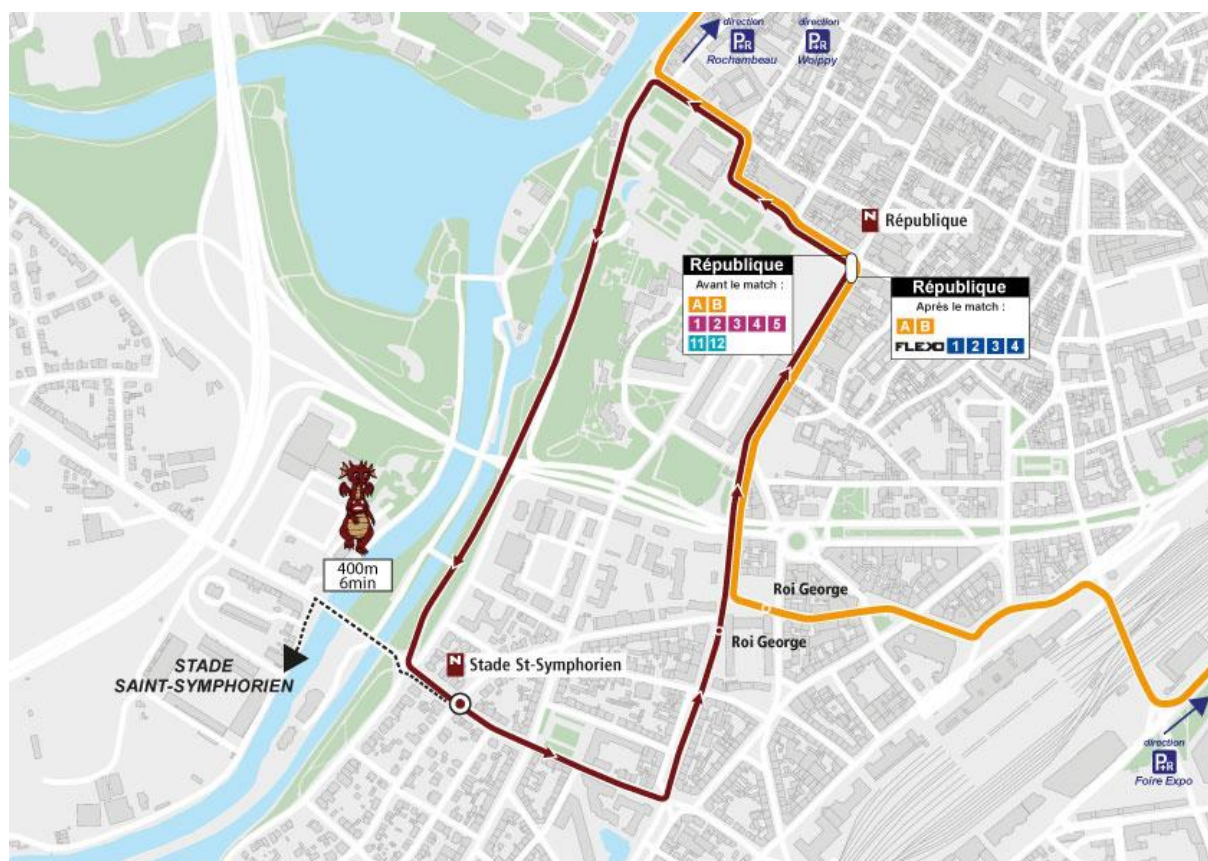 direction
P+R
Rochambeau
direction
P+R
Woippy
N République
République
Avant le match :
A B
1 2 3 4 5
11 12
République
Après le match :
A B
FLEXO 1 2 3 4
400m
6min
STADE
SAINT-SYMPHORIEN
N Stade St-Symphorien
Roi George
Roi George
direction
P+R
Foire Expo